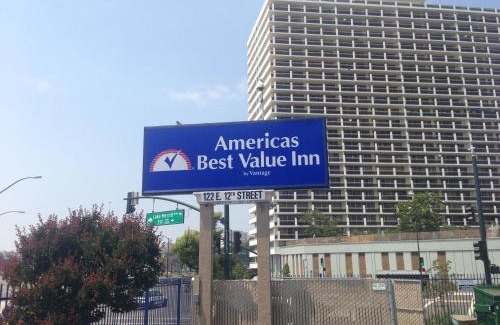 Americas
Best Value Inn
by Vantage
122 E. 12TH STREET